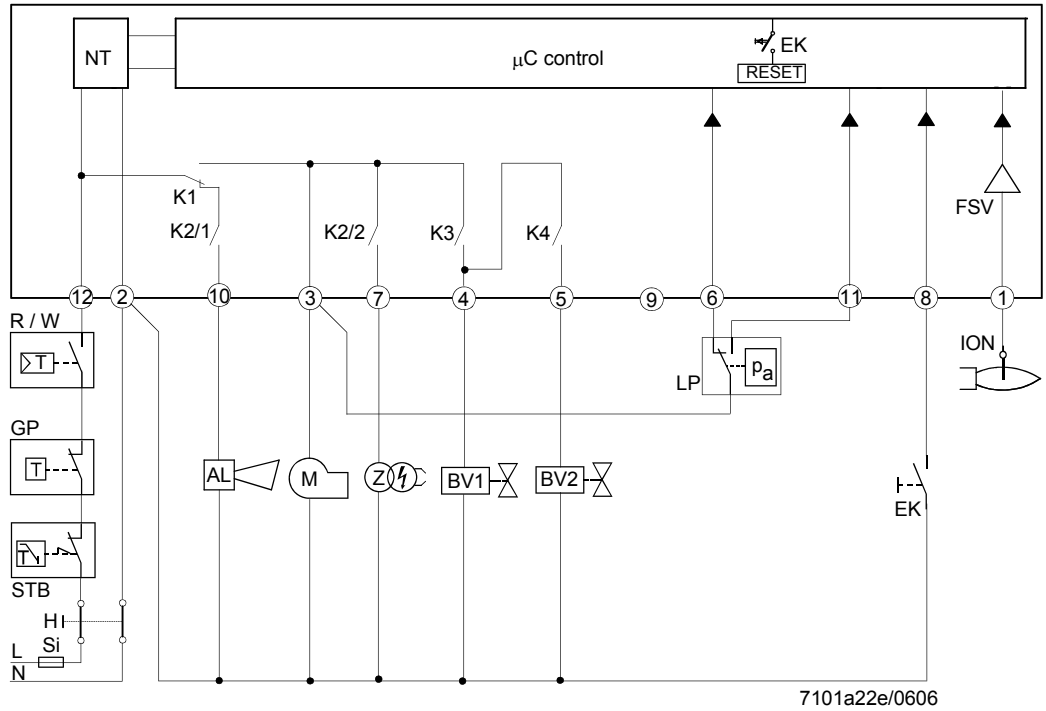 NT
μC control
EK
RESET
FSV
K1
K2/1
K2/2
K3
K4
12
2
10
3
7
4
5
9
6
11
8
1
R / W
T
GP
T
STB
T
H
Si
L
N
AL
M
Z
BV1
BV2
LP
pa
ION
EK
7101a22e/0606